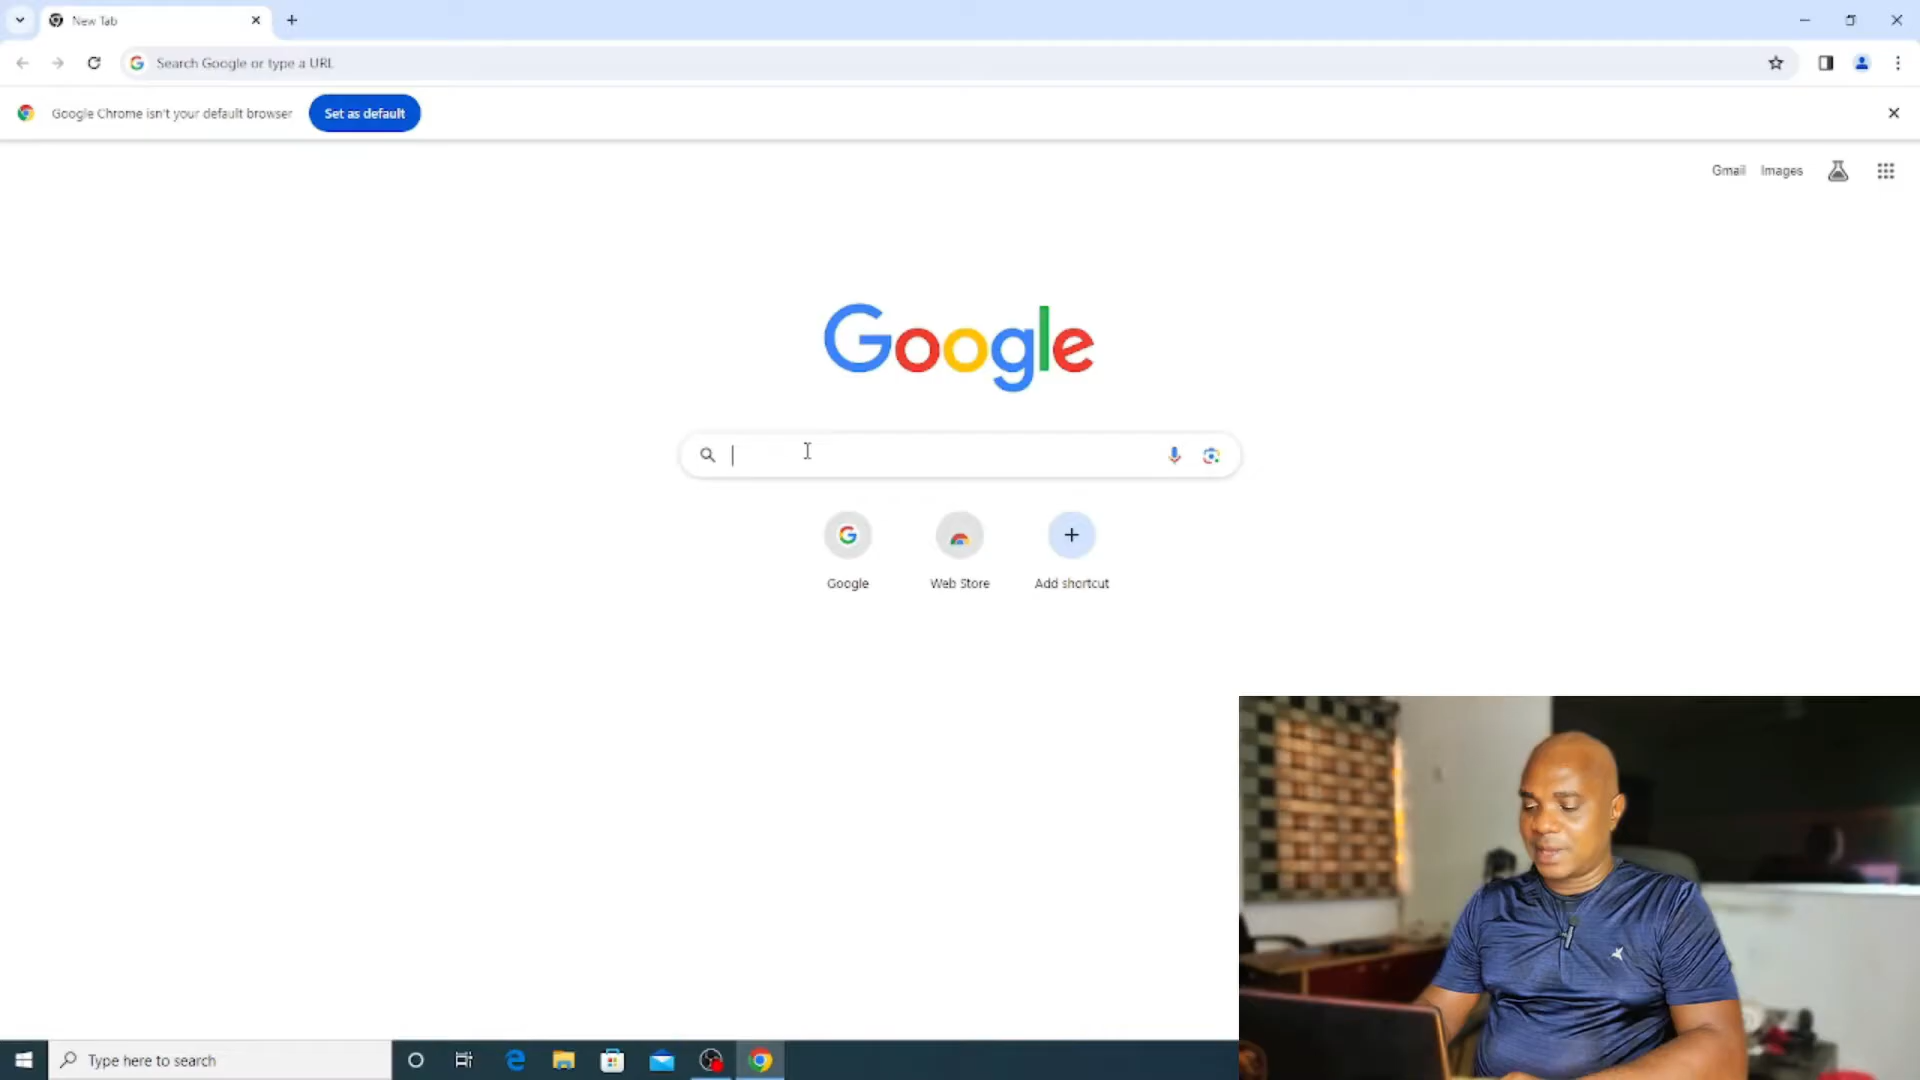 New Tab
Search Google or type a URL
Google Chrome isn't your default browser
Set as default
Gmail
Images
Google
Google
Web Store
Add shortcut
Type here to search